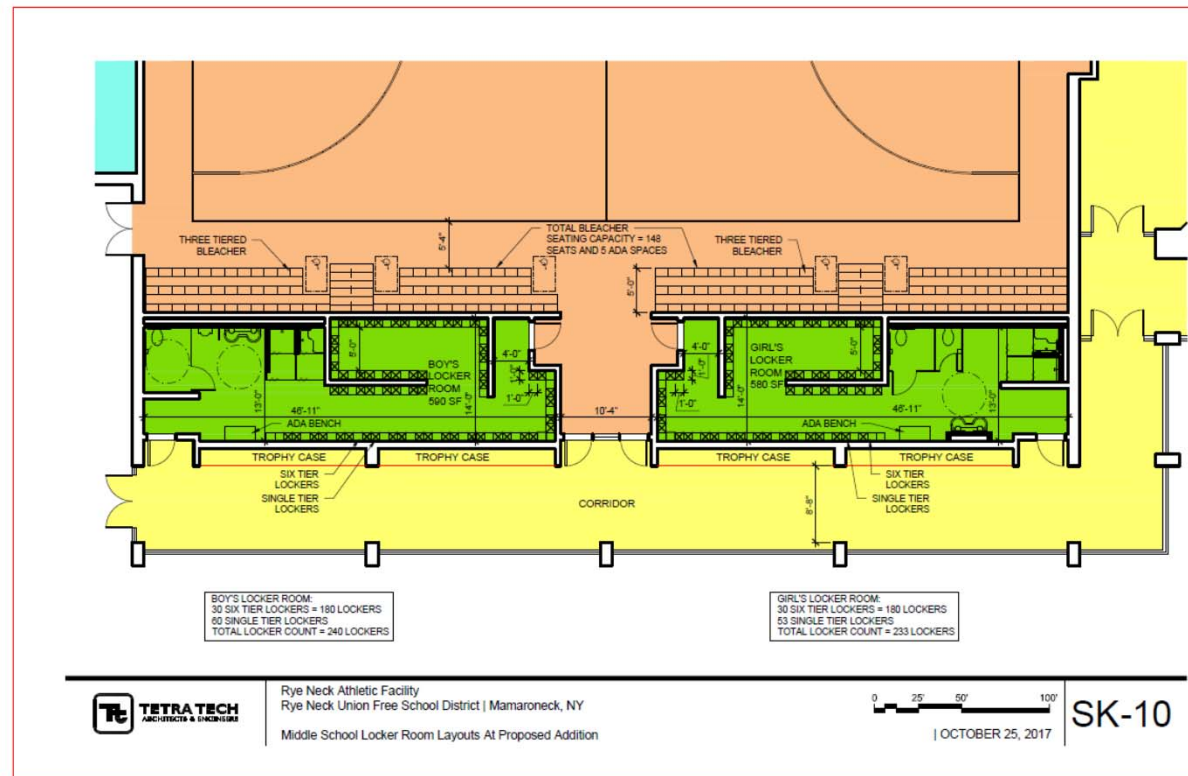 TOTAL BLEACHER
SEATING CAPACITY = 148
SEATS AND 5 ADA SPACES
THREE TIERED
BLEACHER
THREE TIERED
BLEACHER
5'-4"
5'-0"
BOY'S
LOCKER
ROOM
590 SF
GIRL'S
LOCKER
ROOM
580 SF
4'-0"
4'-0"
5'-0"
1'-0"
1'-0"
1'-0"
1'-0"
13'-0"
14'-0"
14'-0"
13'-0"
46'-11"
10'-4"
46'-11"
ADA BENCH
ADA BENCH
TROPHY CASE
TROPHY CASE
TROPHY CASE
TROPHY CASE
SIX TIER
LOCKERS
SINGLE TIER
LOCKERS
SIX TIER
LOCKERS
SINGLE TIER
LOCKERS
CORRIDOR
BOY'S LOCKER ROOM:
30 SIX TIER LOCKERS = 180 LOCKERS
60 SINGLE TIER LOCKERS
TOTAL LOCKER COUNT = 240 LOCKERS
GIRL'S LOCKER ROOM:
30 SIX TIER LOCKERS = 180 LOCKERS
53 SINGLE TIER LOCKERS
TOTAL LOCKER COUNT = 233 LOCKERS
TETRA TECH
ARCHITECTS & ENGINEERS
Rye Neck Athletic Facility
Rye Neck Union Free School District | Mamaroneck, NY
Middle School Locker Room Layouts At Proposed Addition
0 25' 50' 100'
| OCTOBER 25, 2017
SK-10